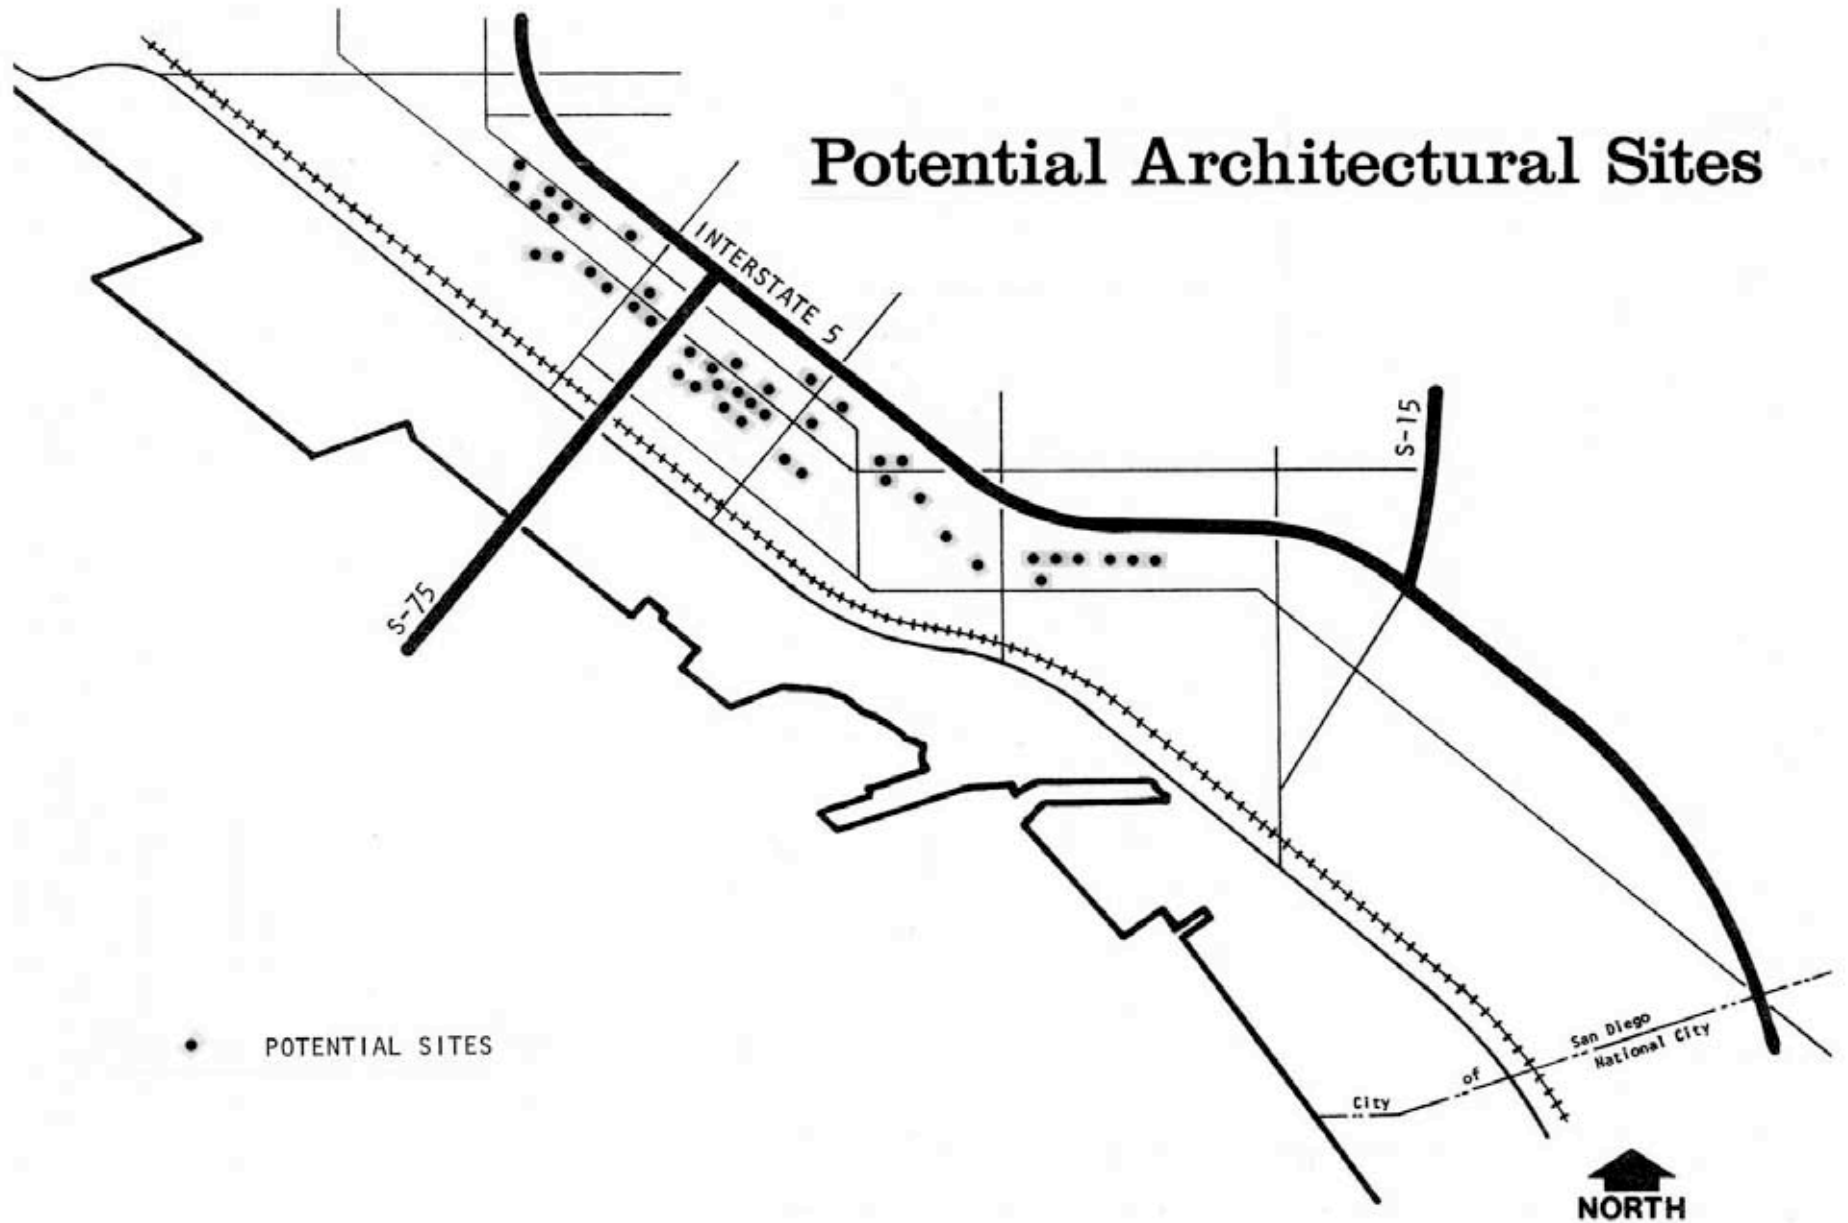 Potential Architectural Sites
INTERSTATE 5
S-15
S-75
POTENTIAL SITES
San Diego
City of National City
NORTH